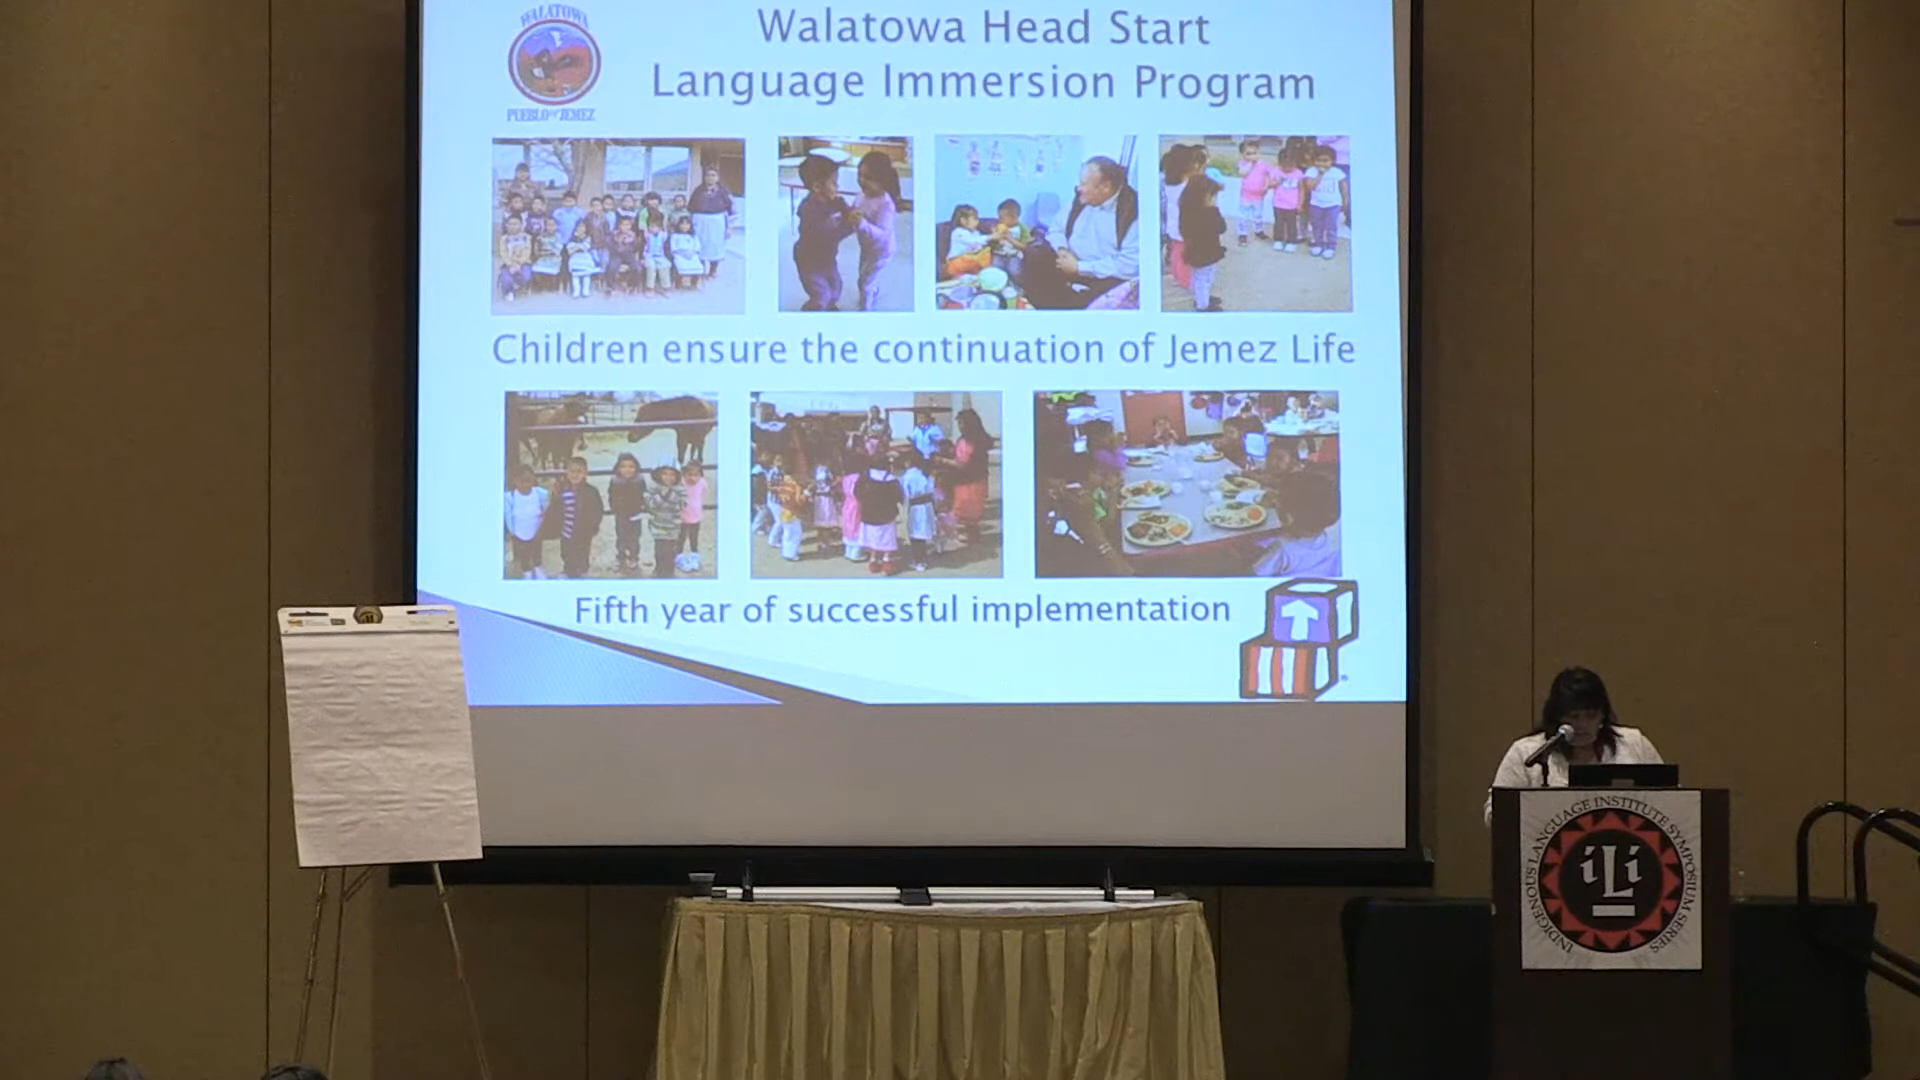 WALATOWA
PUEBLO OF JEMEZ
Walatowa Head Start
Language Immersion Program
Children ensure the continuation of Jemez Life
Fifth year of successful implementation
INDIGENOUS LANGUAGE INSTITUTE SYMPOSIUM SERIES
iLi